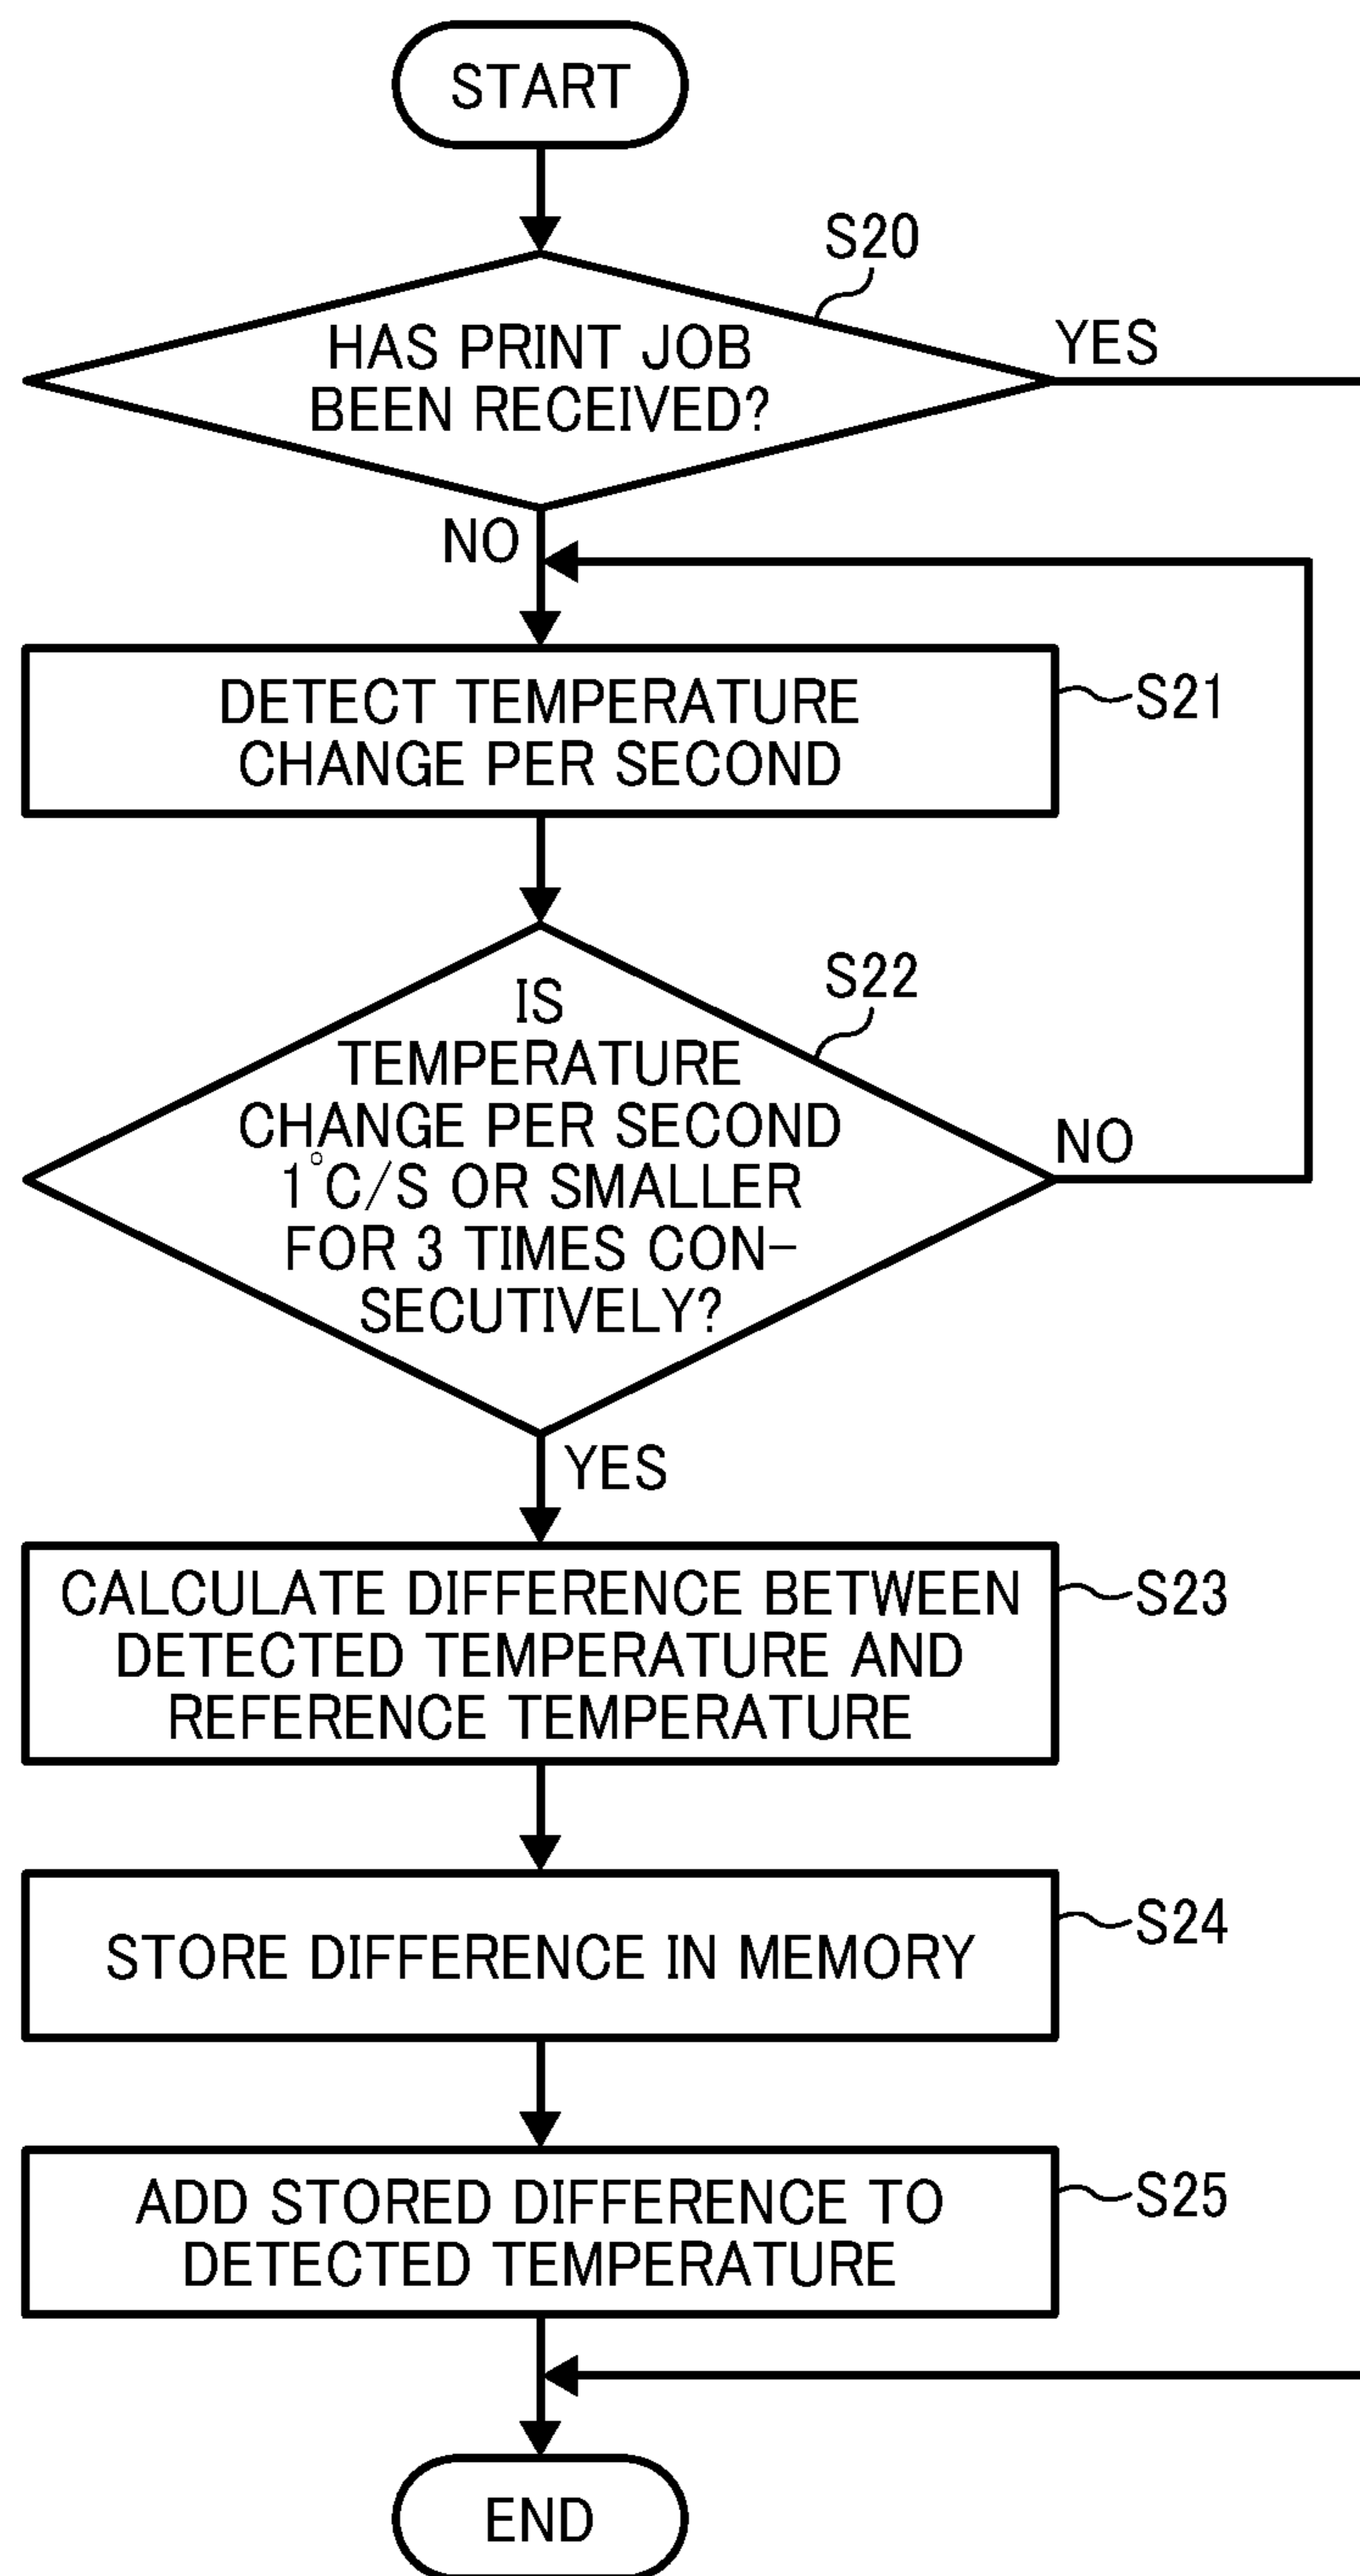 START
S20
HAS PRINT JOB
BEEN RECEIVED?
YES
NO
DETECT TEMPERATURE
CHANGE PER SECOND
S21
S22
IS
TEMPERATURE
CHANGE PER SECOND
1°C/S OR SMALLER
FOR 3 TIMES CON-
SECUTIVELY?
NO
YES
CALCULATE DIFFERENCE BETWEEN
DETECTED TEMPERATURE AND
REFERENCE TEMPERATURE
S23
STORE DIFFERENCE IN MEMORY
S24
ADD STORED DIFFERENCE TO
DETECTED TEMPERATURE
S25
END